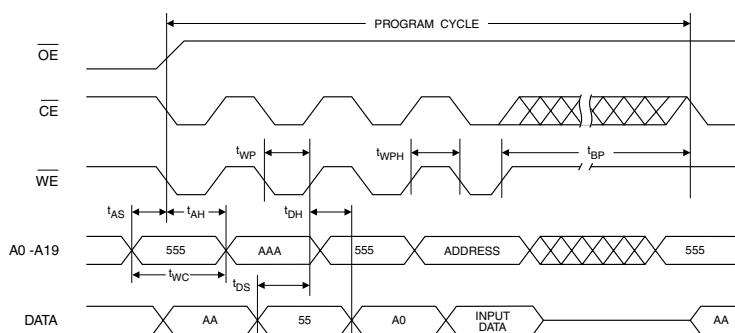 PROGRAM CYCLE
OE
CE
tWP
tWPH
tBP
WE
tAS
tAH
tDH
A0 -A19
555
AAA
555
ADDRESS
555
tWC
tDS
DATA
AA
55
A0
INPUT
DATA
AA